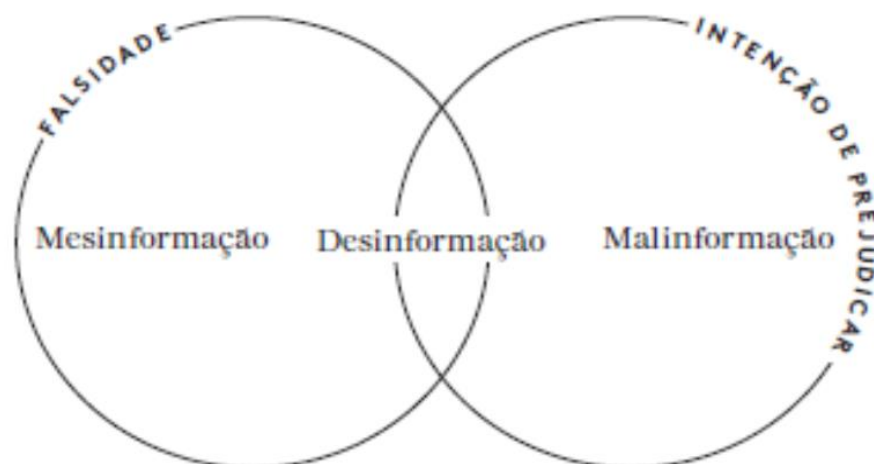 FALSIDADE
INTENÇÃO DE PREJUDICAR
Mesinformação
Desinformação
Malinformação